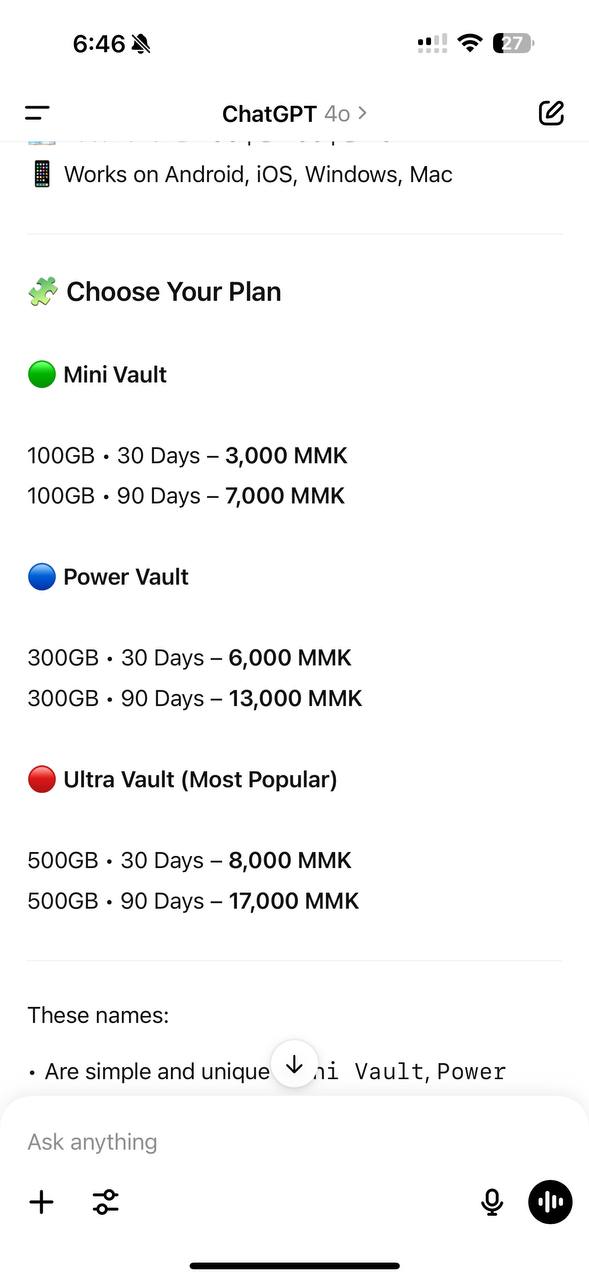 6:46
27
ChatGPT 4o >
📱 Works on Android, iOS, Windows, Mac
🧩 Choose Your Plan
🟢 Mini Vault
100GB • 30 Days – 3,000 MMK
100GB • 90 Days – 7,000 MMK
🔵 Power Vault
300GB • 30 Days – 6,000 MMK
300GB • 90 Days – 13,000 MMK
🔴 Ultra Vault (Most Popular)
500GB • 30 Days – 8,000 MMK
500GB • 90 Days – 17,000 MMK
These names:
• Are simple and unique ni Vault, Power
Ask anything